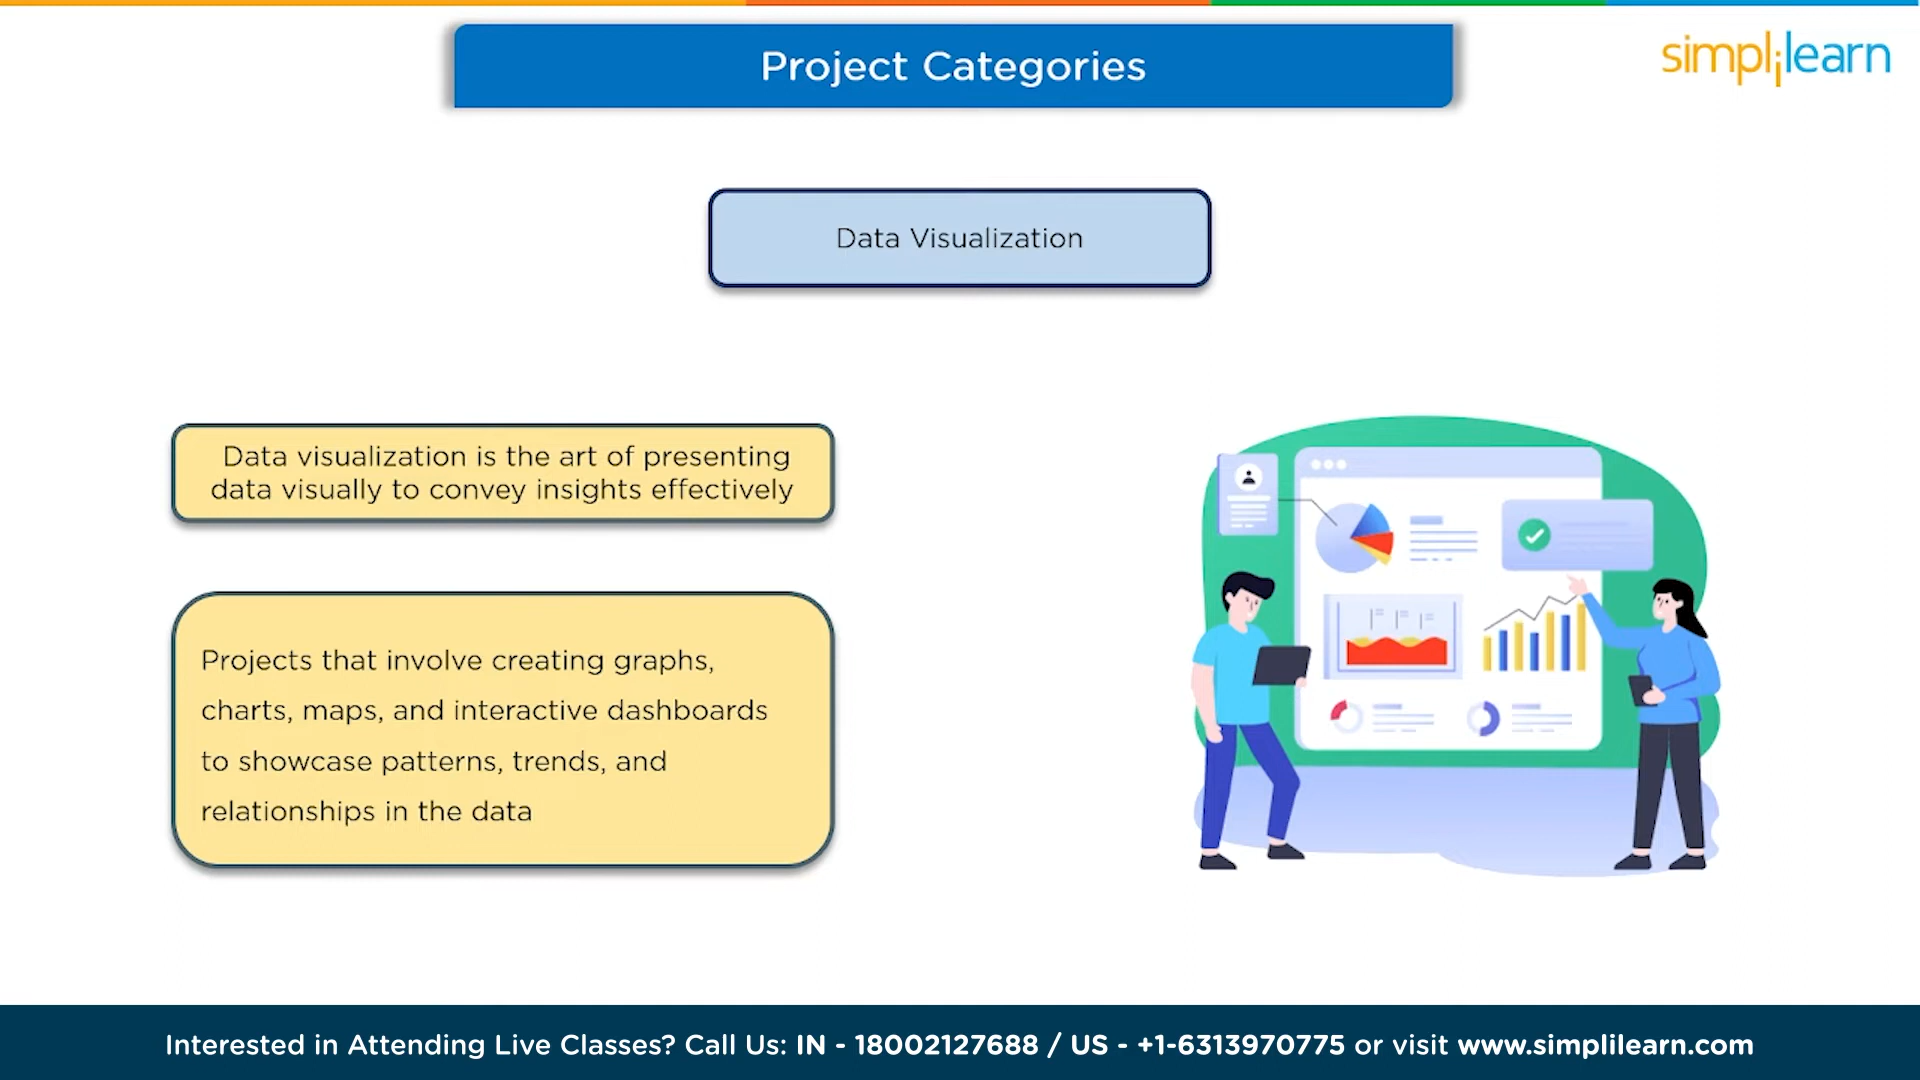 Project Categories
simplilearn
Data Visualization
Data visualization is the art of presenting
data visually to convey insights effectively
Projects that involve creating graphs,
charts, maps, and interactive dashboards
to showcase patterns, trends, and
relationships in the data
Interested in Attending Live Classes? Call Us: IN - 18002127688 / US - +1-6313970775 or visit www.simplilearn.com